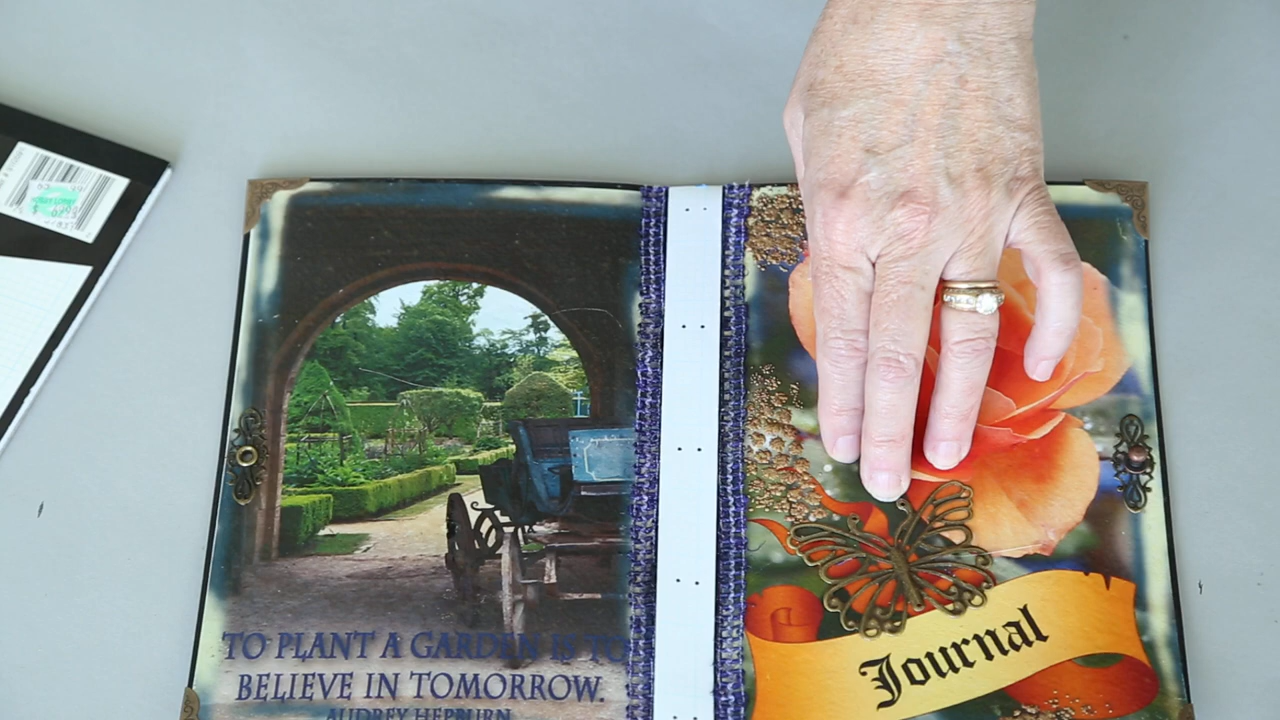 TO PLANT A GARDEN IS TO
BELIEVE IN TOMORROW.
AUDREY HEPBURN
Journal